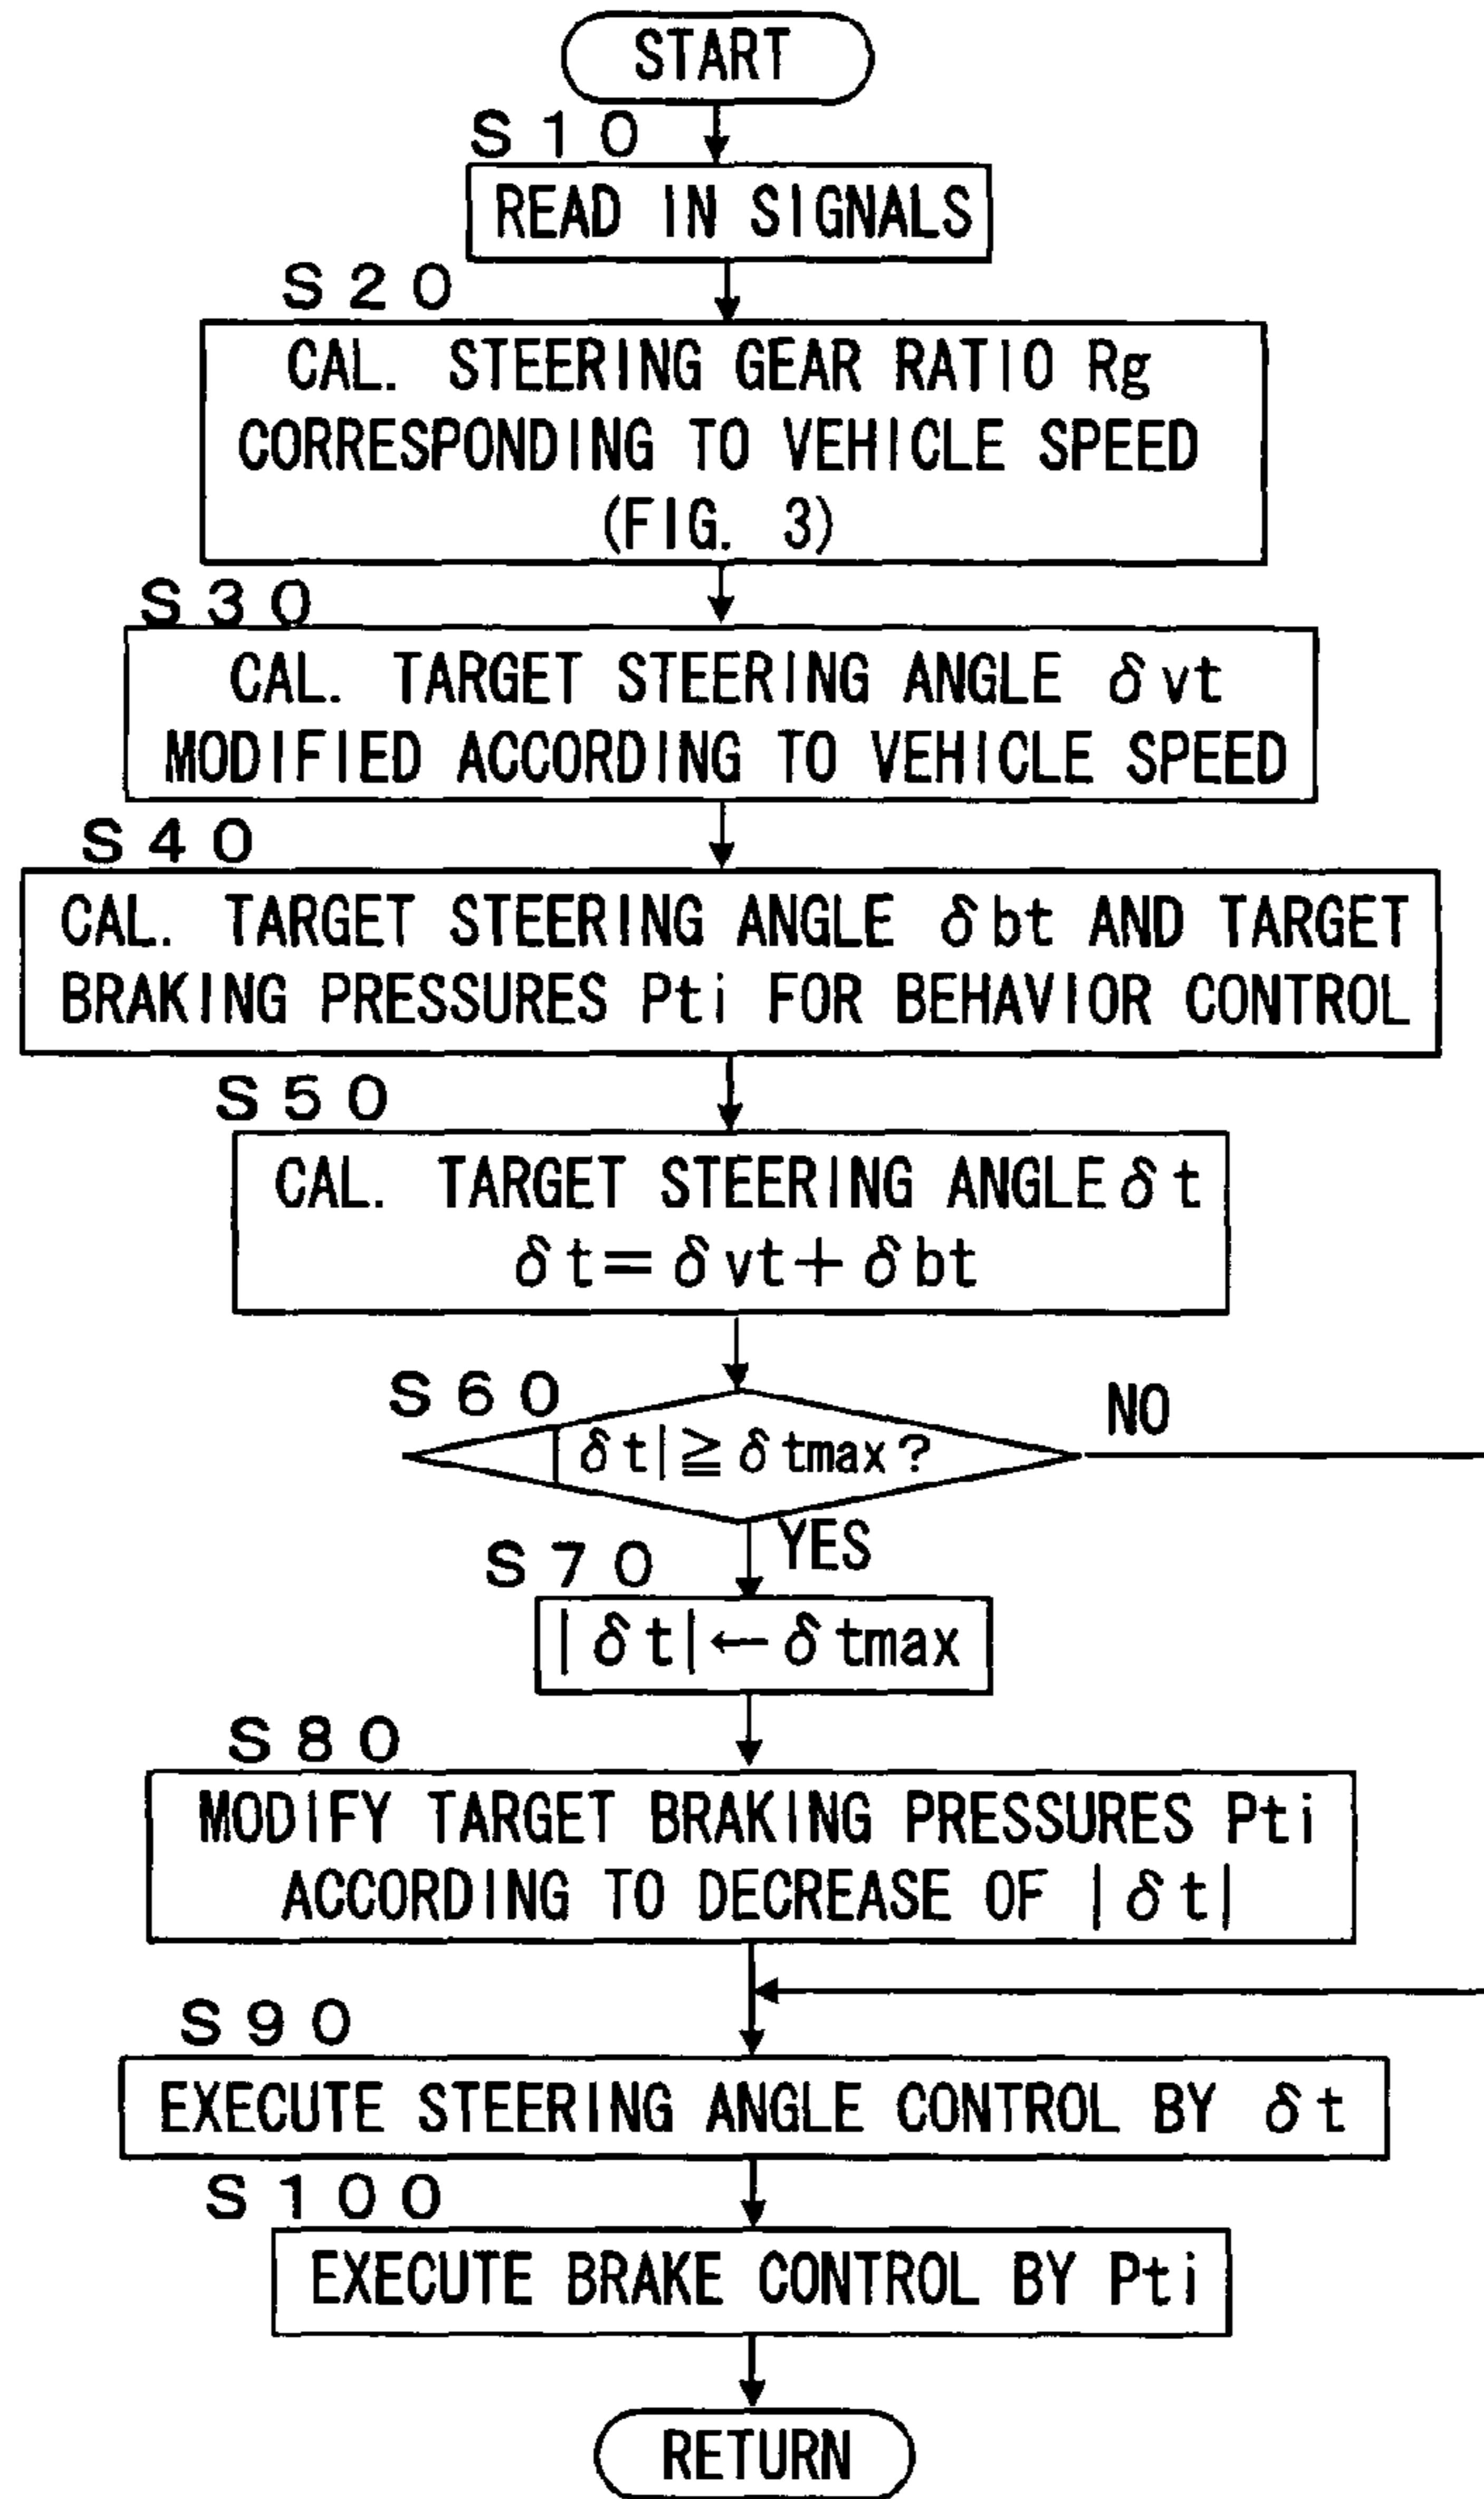 START
S10
READ IN SIGNALS
S20
CAL. STEERING GEAR RATIO Rg
CORRESPONDING TO VEHICLE SPEED
(FIG. 3)
S30
CAL. TARGET STEERING ANGLE δvt
MODIFIED ACCORDING TO VEHICLE SPEED
S40
CAL. TARGET STEERING ANGLE δbt AND TARGET
BRAKING PRESSURES Pti FOR BEHAVIOR CONTROL
S50
CAL. TARGET STEERING ANGLE δt
δt=δvt+δbt
S60
|δt|≧δtmax?
NO
YES
S70
|δt|←δtmax
S80
MODIFY TARGET BRAKING PRESSURES Pti
ACCORDING TO DECREASE OF |δt|
S90
EXECUTE STEERING ANGLE CONTROL BY δt
S100
EXECUTE BRAKE CONTROL BY Pti
RETURN